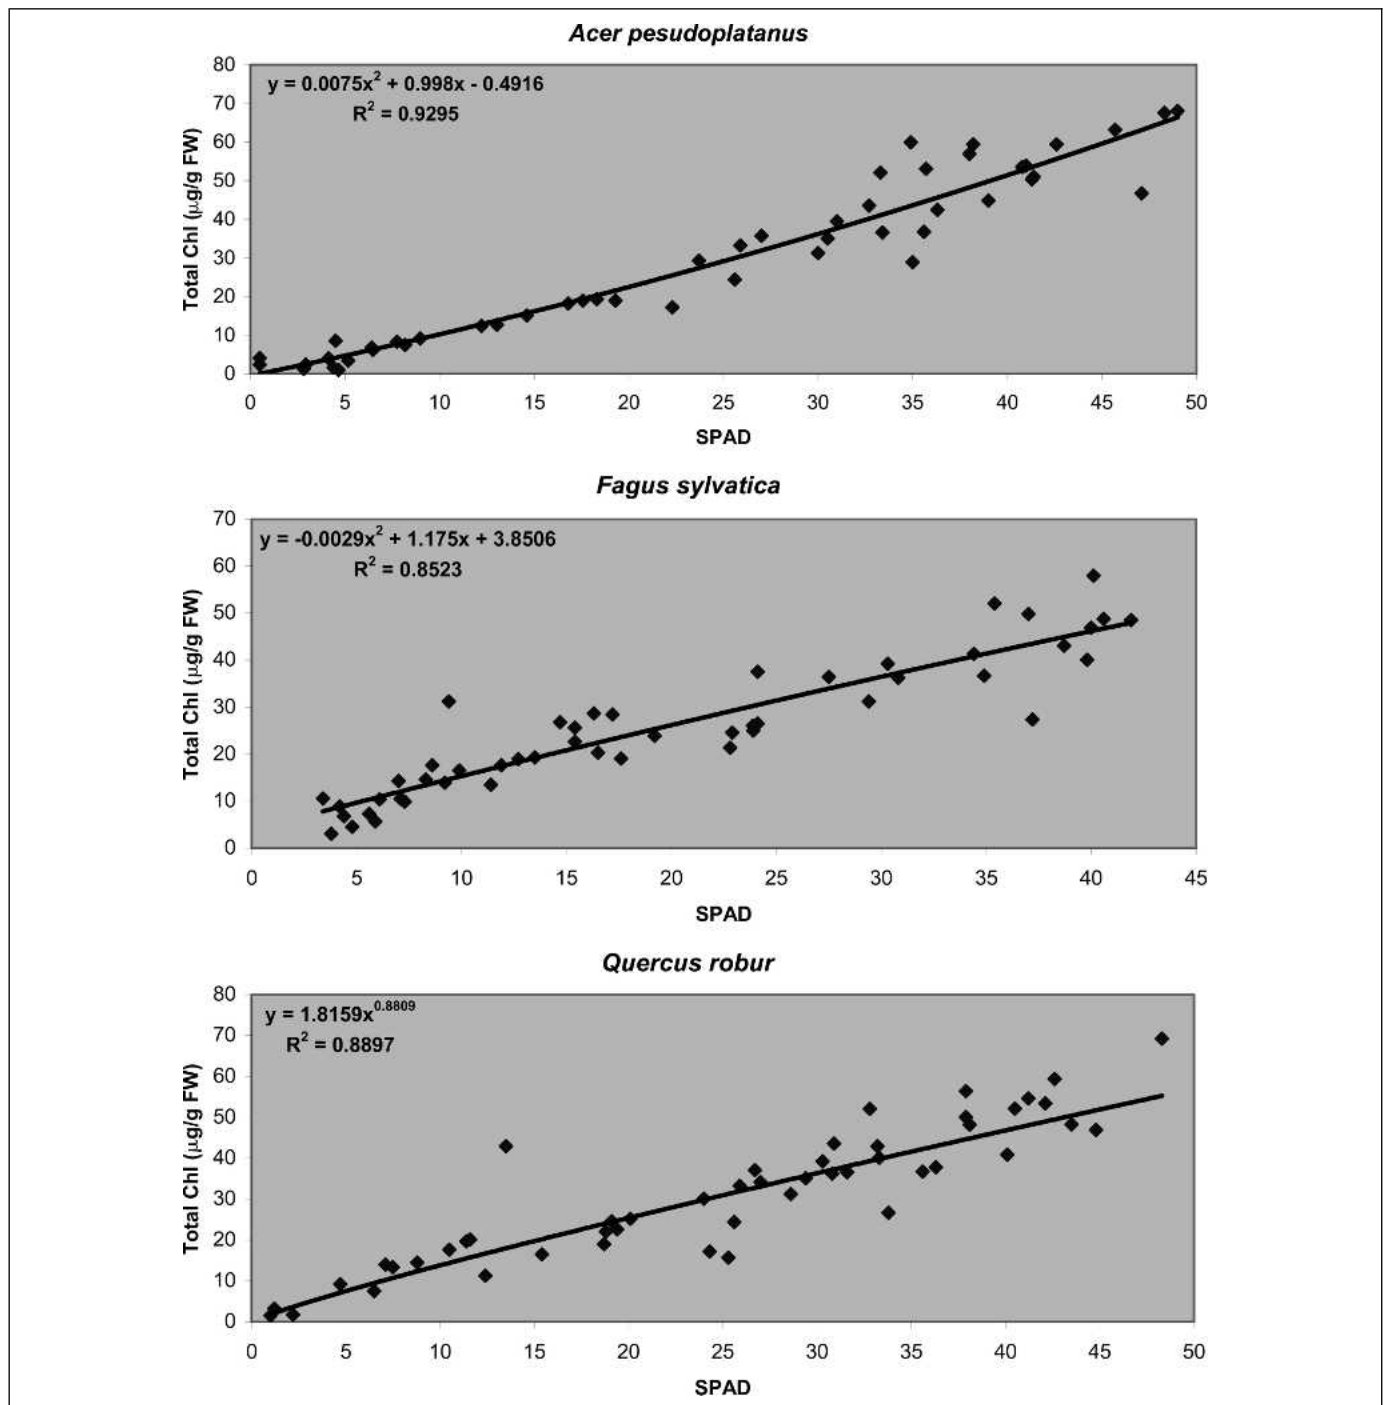 Acer pesudoplatanus
y = 0.0075x² + 0.998x - 0.4916
R² = 0.9295
Total Chl (μg/g FW)
80
70
60
50
40
30
20
10
0
0 5 10 15 20 25 30 35 40 45 50
SPAD
Fagus sylvatica
y = -0.0029x² + 1.175x + 3.8506
R² = 0.8523
Total Chl (μg/g FW)
70
60
50
40
30
20
10
0
0 5 10 15 20 25 30 35 40 45
SPAD
Quercus robur
y = 1.8159x⁰·⁸⁸⁰⁹
R² = 0.8897
Total Chl (μg/g FW)
80
70
60
50
40
30
20
10
0
0 5 10 15 20 25 30 35 40 45 50
SPAD